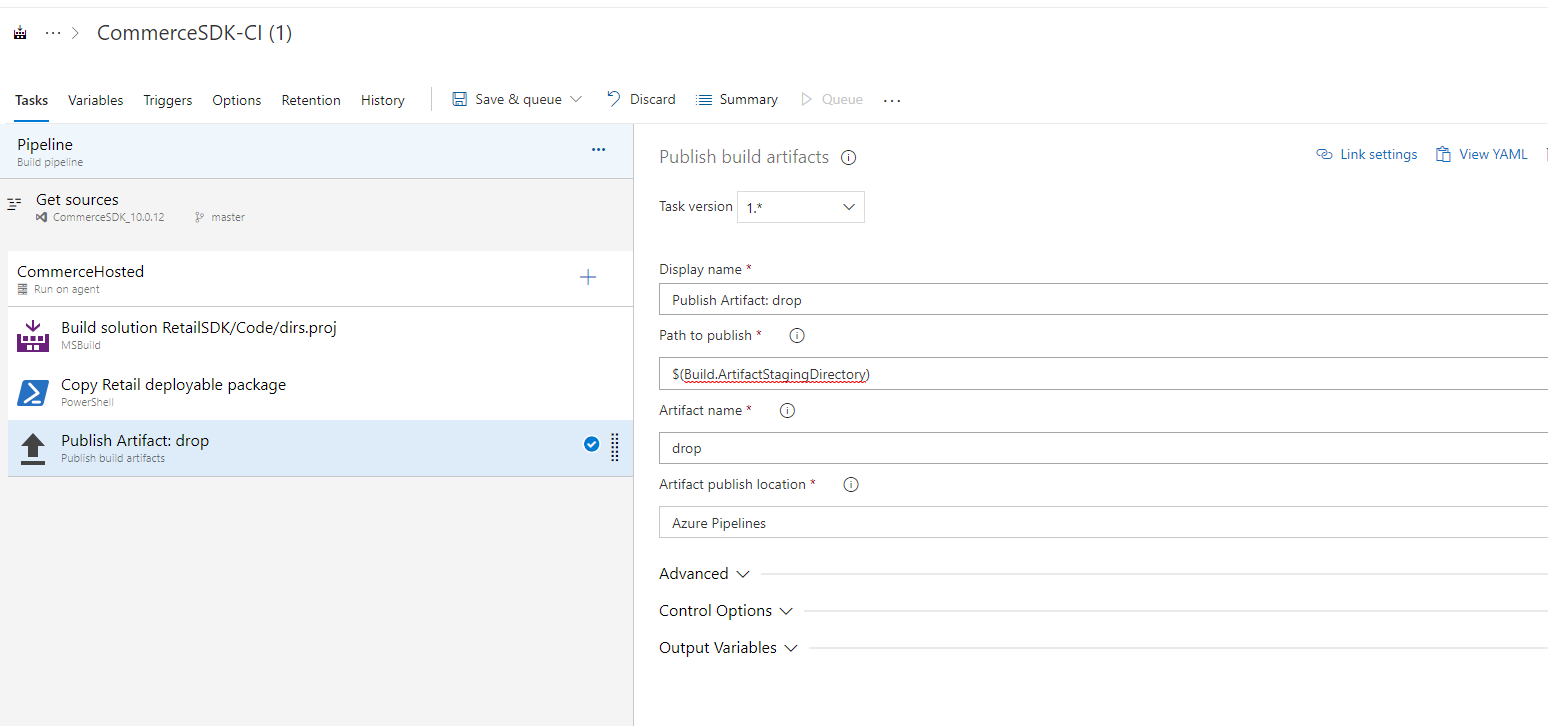 ... > CommerceSDK-CI (1)
Tasks Variables Triggers Options Retention History Save & queue Discard Summary Queue ...
Pipeline ...
Build pipeline
Get sources
CommerceSDK_10.0.12 master
CommerceHosted
Run on agent
Build solution RetailSDK/Code/dirs.proj
MSBuild
Copy Retail deployable package
PowerShell
Publish Artifact: drop
Publish build artifacts
Publish build artifacts
Link settings View YAML
Task version 1.*
Display name *
Publish Artifact: drop
Path to publish *
$(Build.ArtifactStagingDirectory)
Artifact name *
drop
Artifact publish location *
Azure Pipelines
Advanced
Control Options
Output Variables